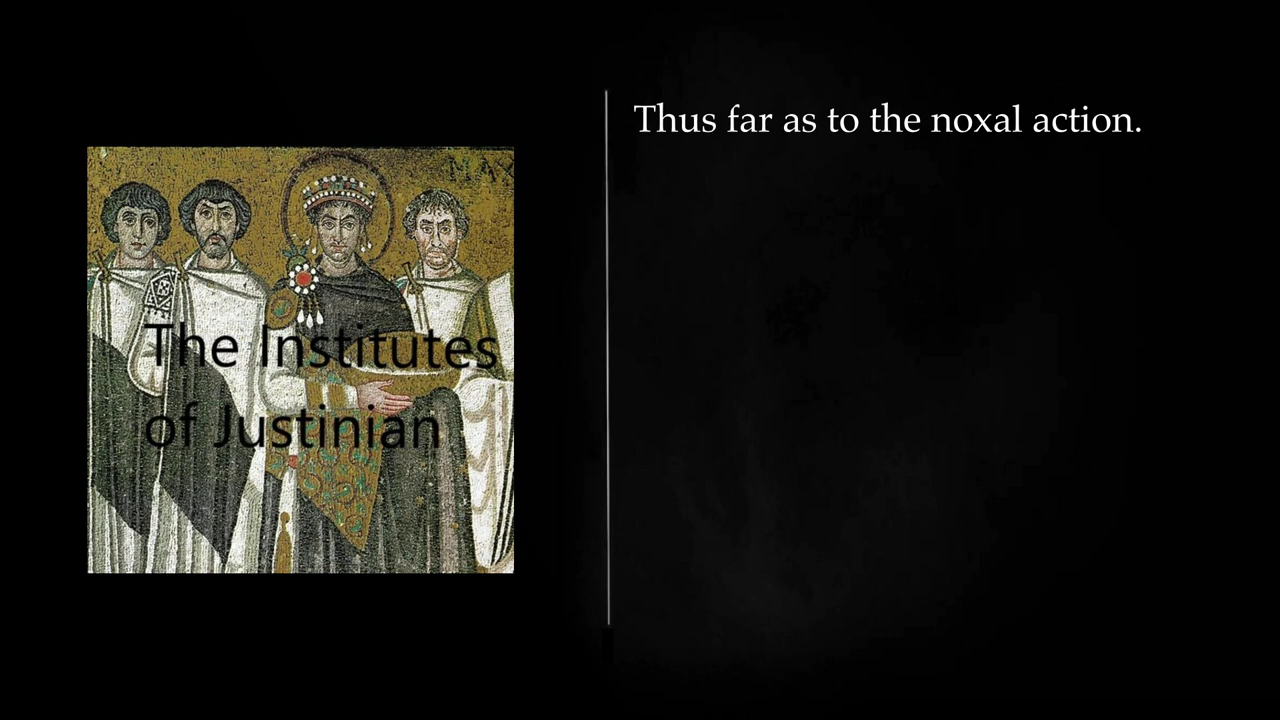 MAX
The Institutes
of Justinian
Thus far as to the noxal action.